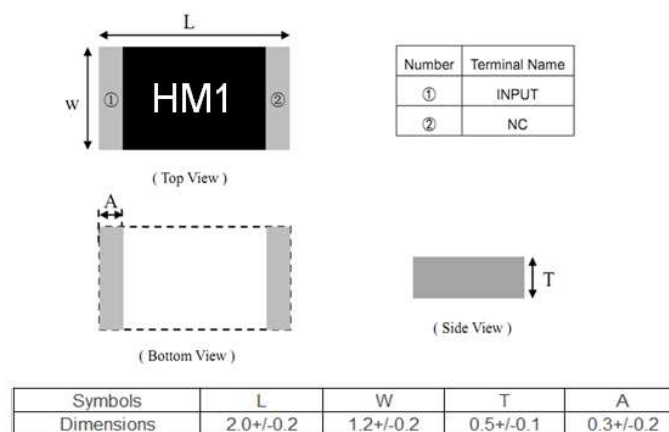 L
W
①
HM1
②
( Top View )
Number Terminal Name
① INPUT
② NC
A
( Bottom View )
T
( Side View )
Symbols L W T A
Dimensions 2.0+/-0.2 1.2+/-0.2 0.5+/-0.1 0.3+/-0.2